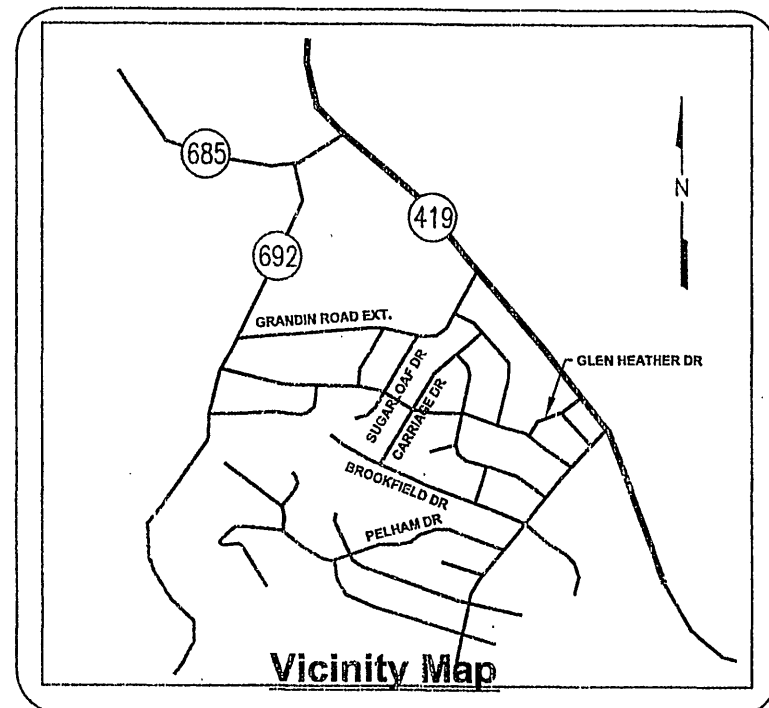 685
419
N
692
GRANDIN ROAD EXT.
GLEN HEATHER DR
SUGARLOAF DR
CARRIAGE DR
BROOKFIELD DR
PELHAM DR
Vicinity Map